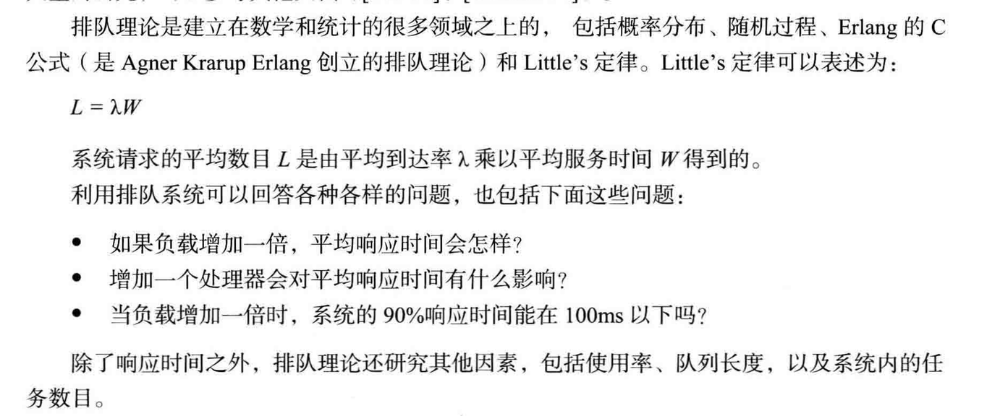 排队理论是建立在数学和统计的很多领域之上的， 包括概率分布、随机过程、Erlang 的 C
公式（是 Agner Krarup Erlang 创立的排队理论）和 Little’s 定律。Little’s 定律可以表述为：
L = λW
系统请求的平均数目 L 是由平均到达率 λ 乘以平均服务时间 W 得到的。
利用排队系统可以回答各种各样的问题，也包括下面这些问题：
• 如果负载增加一倍，平均响应时间会怎样？
• 增加一个处理器会对平均响应时间有什么影响？
• 当负载增加一倍时，系统的 90%响应时间能在 100ms 以下吗？
除了响应时间之外，排队理论还研究其他因素，包括使用率、队列长度，以及系统内的任
务数目。